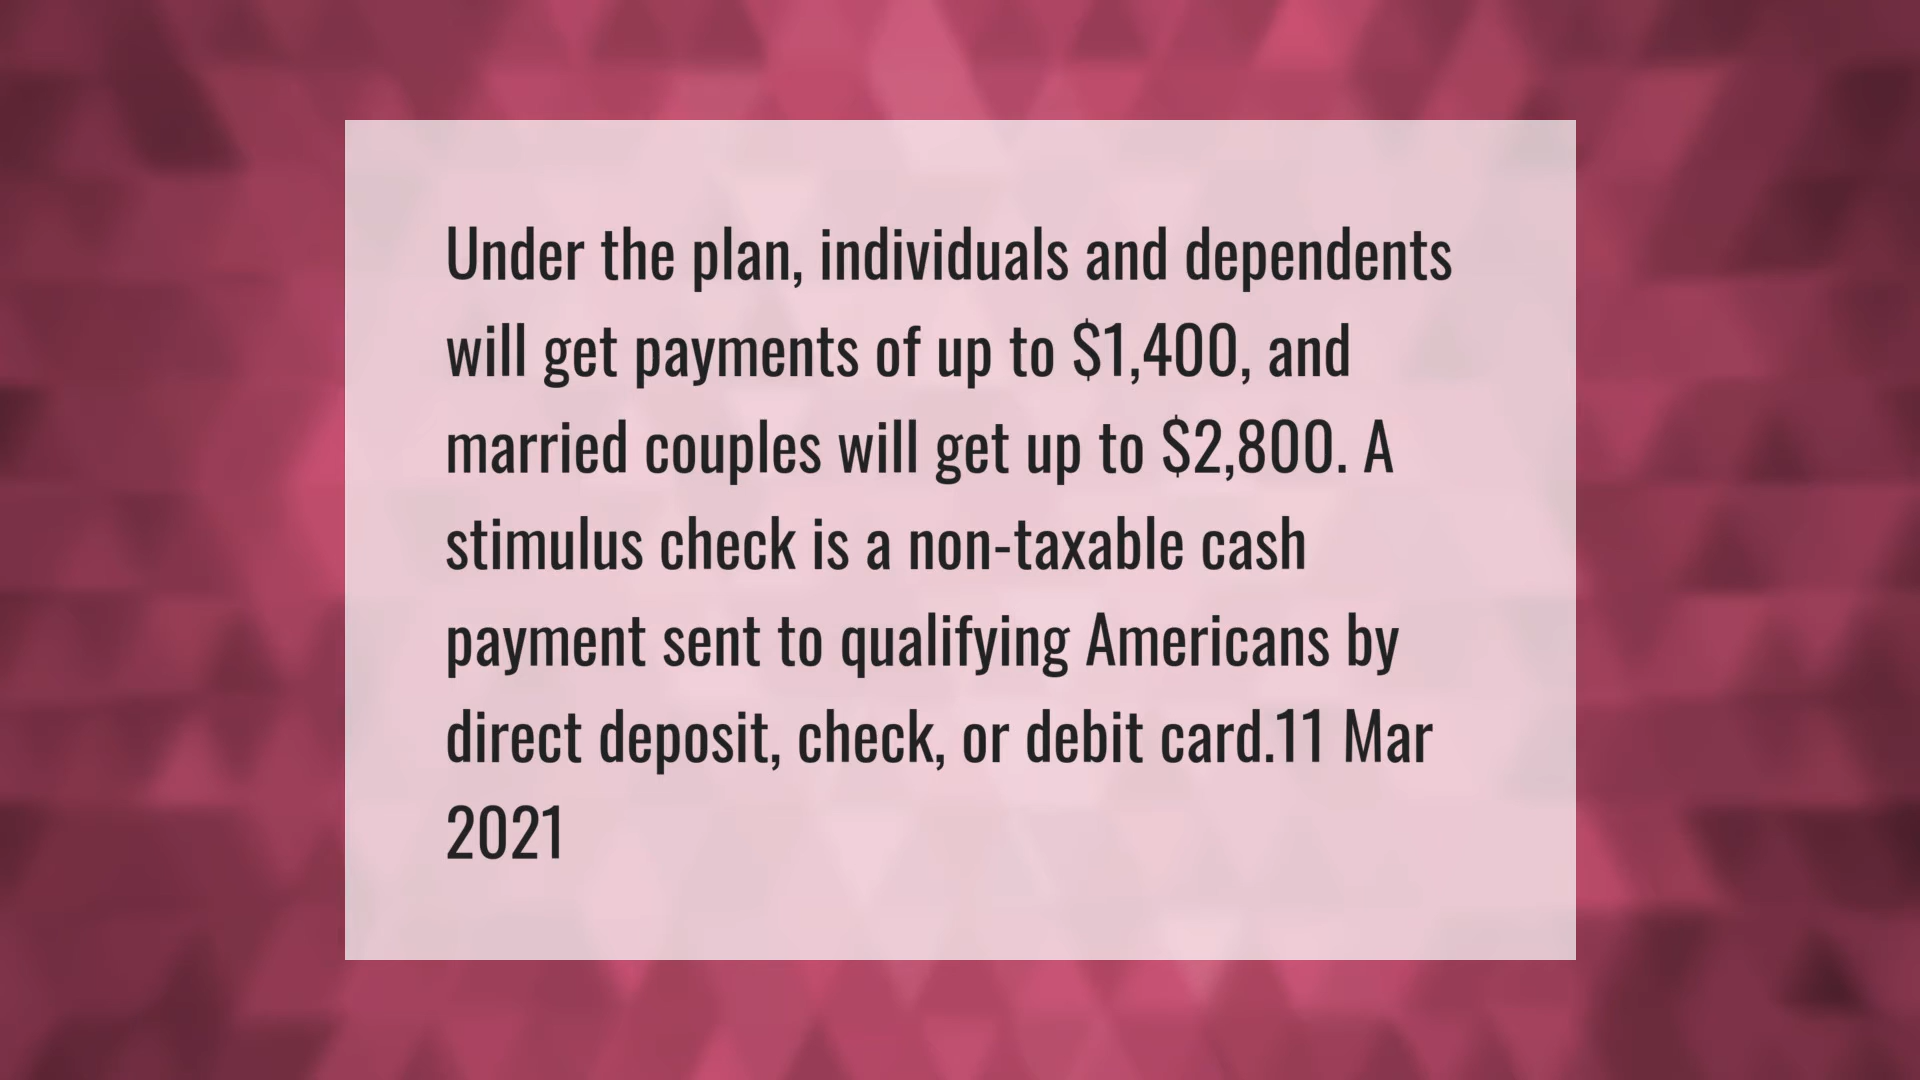 Under the plan, individuals and dependents
will get payments of up to $1,400, and
married couples will get up to $2,800. A
stimulus check is a non-taxable cash
payment sent to qualifying Americans by
direct deposit, check, or debit card.11 Mar
2021